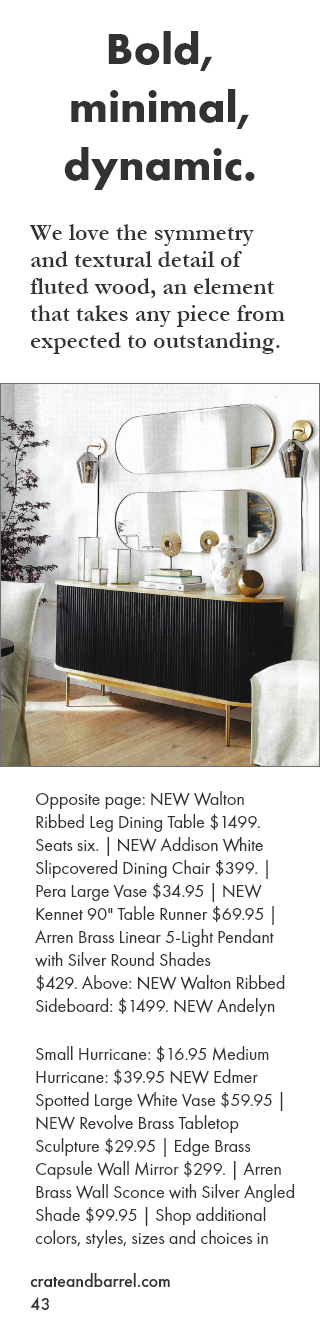 Bold,
minimal,
dynamic.
We love the symmetry
and textural detail of
fluted wood, an element
that takes any piece from
expected to outstanding.
Opposite page: NEW Walton
Ribbed Leg Dining Table $1499.
Seats six. | NEW Addison White
Slipcovered Dining Chair $399. |
Pera Large Vase $34.95 | NEW
Kennet 90" Table Runner $69.95 |
Arren Brass Linear 5-Light Pendant
with Silver Round Shades
$429. Above: NEW Walton Ribbed
Sideboard: $1499. NEW Andelyn
Small Hurricane: $16.95 Medium
Hurricane: $39.95 NEW Edmer
Spotted Large White Vase $59.95 |
NEW Revolve Brass Tabletop
Sculpture $29.95 | Edge Brass
Capsule Wall Mirror $299. | Arren
Brass Wall Sconce with Silver Angled
Shade $99.95 | Shop additional
colors, styles, sizes and choices in
crateandbarrel.com
43